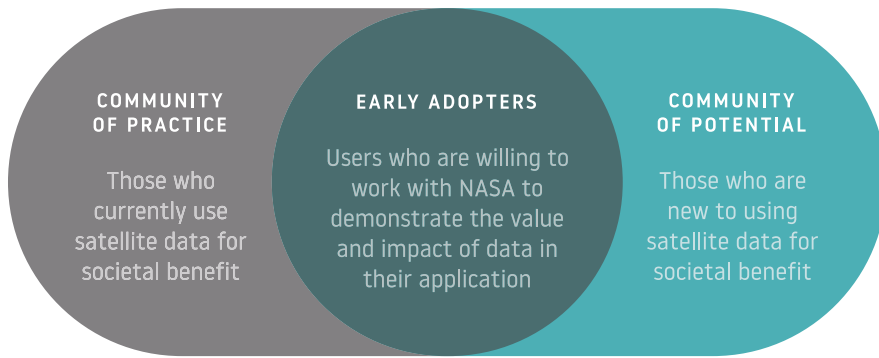 COMMUNITY
OF PRACTICE
Those who
currently use
satellite data for
societal benefit
EARLY ADOPTERS
Users who are willing to
work with NASA to
demonstrate the value
and impact of data in
their application
COMMUNITY
OF POTENTIAL
Those who are
new to using
satellite data for
societal benefit